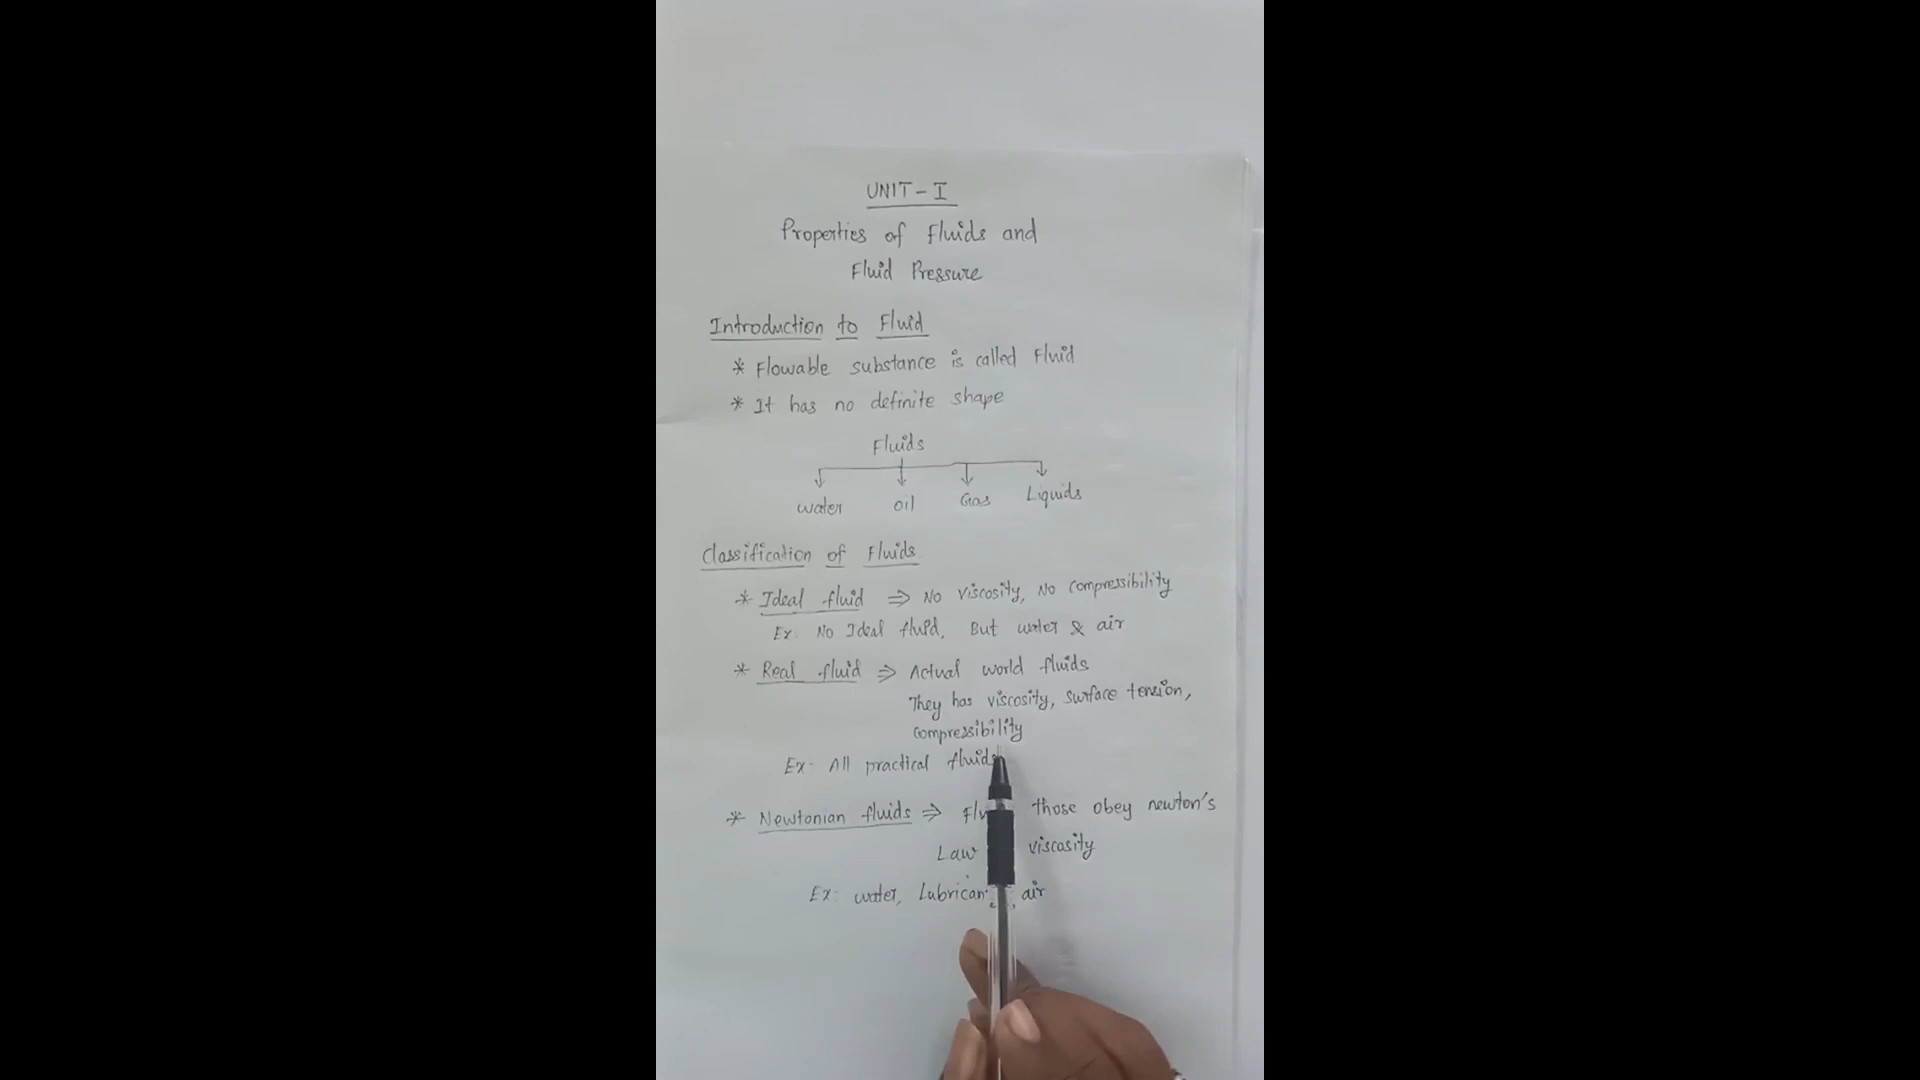 UNIT-I
Properties of Fluids and
Fluid Pressure
Introduction to Fluid
* Flowable substance is called Fluid
* It has no definite shape
Fluids
water oil Gas Liquids
Classification of Fluids
* Ideal fluid ⇒ No viscosity, No compressibility
Ex: No Ideal fluid, But water & air
* Real fluid ⇒ Actual world fluids
They has viscosity, surface tension,
compressibility
Ex: All practical fluids
* Newtonian fluids ⇒ those obey newton's
Law viscosity
Ex: water, air